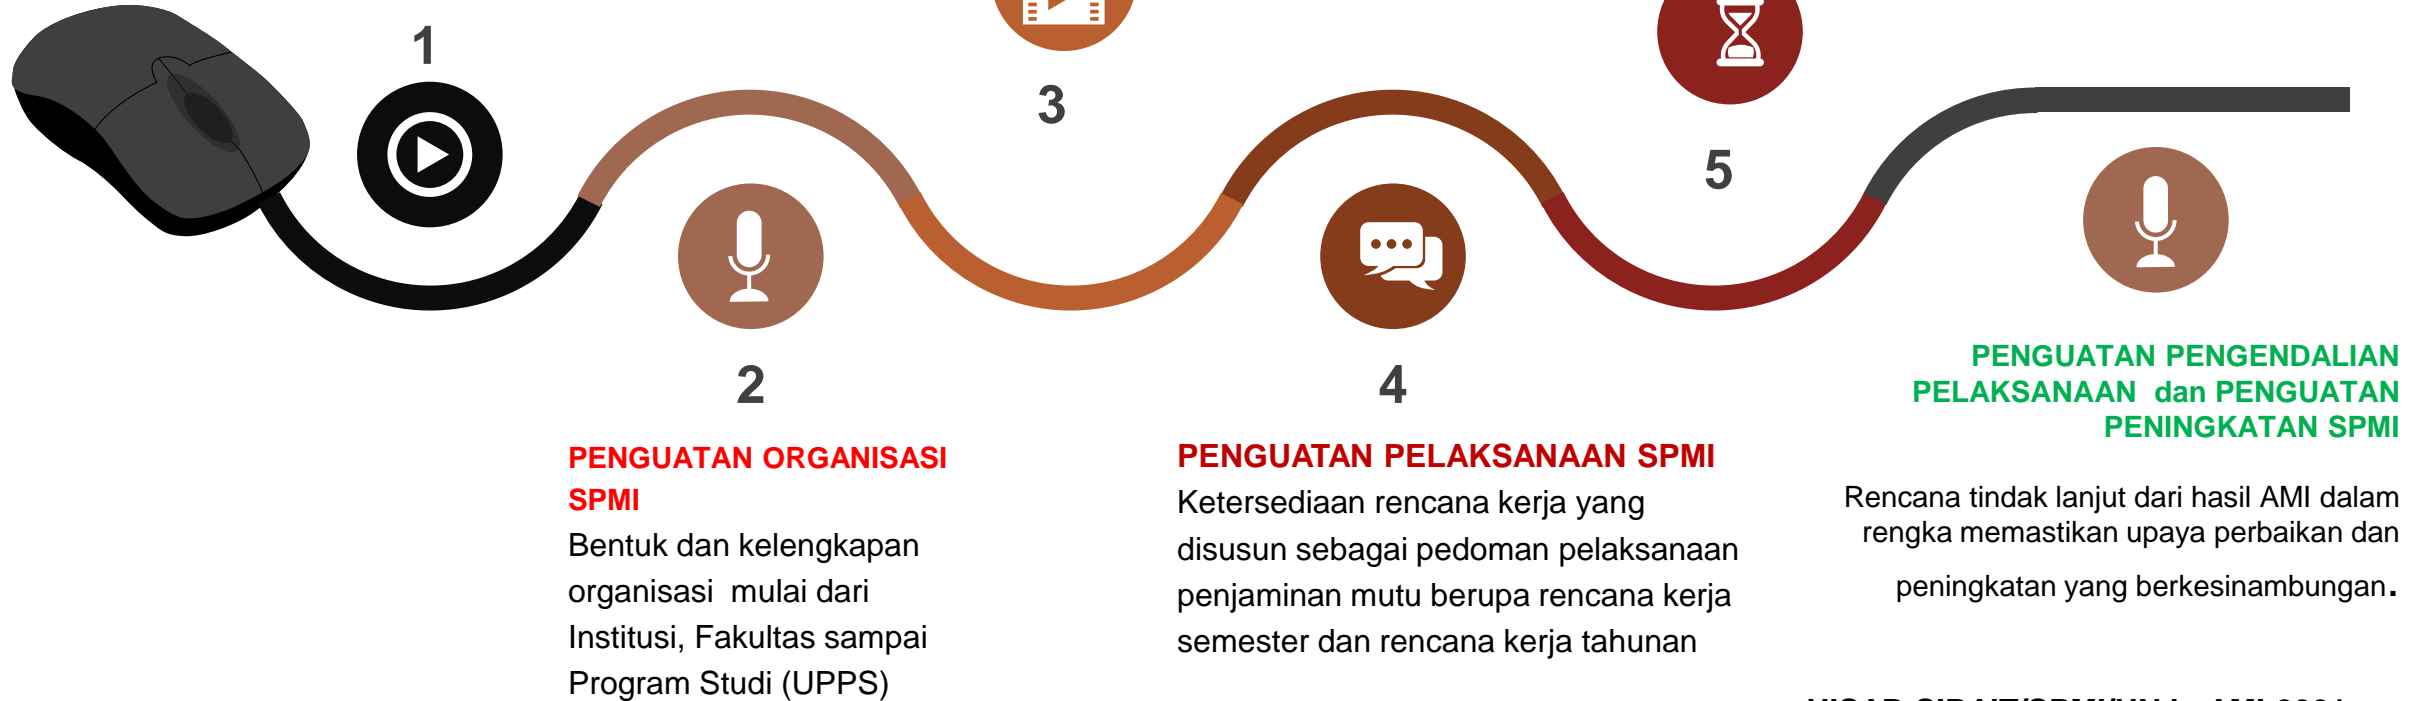 1
3
5
2
4
PENGUATAN ORGANISASI
SPMI
Bentuk dan kelengkapan
organisasi mulai dari
Institusi, Fakultas sampai
Program Studi (UPPS)
PENGUATAN PELAKSANAAN SPMI
Ketersediaan rencana kerja yang
disusun sebagai pedoman pelaksanaan
penjaminan mutu berupa rencana kerja
semester dan rencana kerja tahunan
PENGUATAN PENGENDALIAN
PELAKSANAAN dan PENGUATAN
PENINGKATAN SPMI
Rencana tindak lanjut dari hasil AMI dalam
rengka memastikan upaya perbaikan dan
peningkatan yang berkesinambungan.